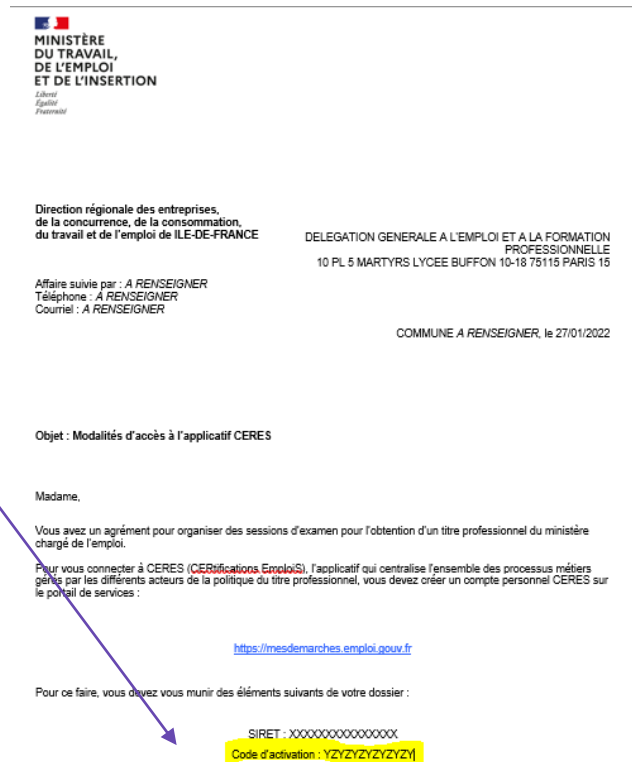 MINISTÈRE
DU TRAVAIL,
DE L'EMPLOI
ET DE L'INSERTION
Liberté
Égalité
Fraternité
Direction régionale des entreprises,
de la concurrence, de la consommation,
du travail et de l'emploi de ILE-DE-FRANCE
DELEGATION GENERALE A L'EMPLOI ET A LA FORMATION
PROFESSIONNELLE
10 PL 5 MARTYRS LYCEE BUFFON 10-18 75115 PARIS 15
Affaire suivie par : A RENSEIGNER
Téléphone : A RENSEIGNER
Courriel : A RENSEIGNER
COMMUNE A RENSEIGNER, le 27/01/2022
Objet : Modalités d'accès à l'applicatif CERES
Madame,
Vous avez un agrément pour organiser des sessions d'examen pour l'obtention d'un titre professionnel du ministère
chargé de l'emploi.
Pour vous connecter à CERES (CERtifications EmploiS), l'applicatif qui centralise l'ensemble des processus métiers
gérés par les différents acteurs de la politique du titre professionnel, vous devez créer un compte personnel CERES sur
le portail de services :
https://mesdemarches.emploi.gouv.fr
Pour ce faire, vous devez vous munir des éléments suivants de votre dossier :
SIRET : XXXXXXXXXXXXXXX
Code d'activation : YZYZYZYZYZYZY